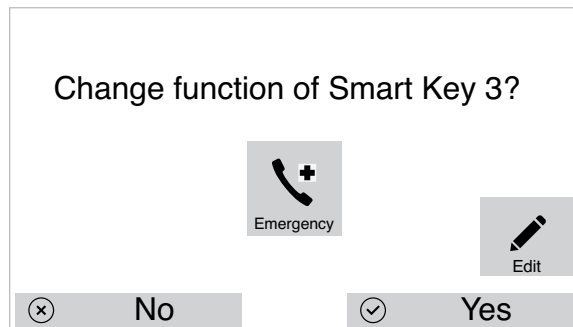 Change function of Smart Key 3?
Emergency
Edit
No
Yes